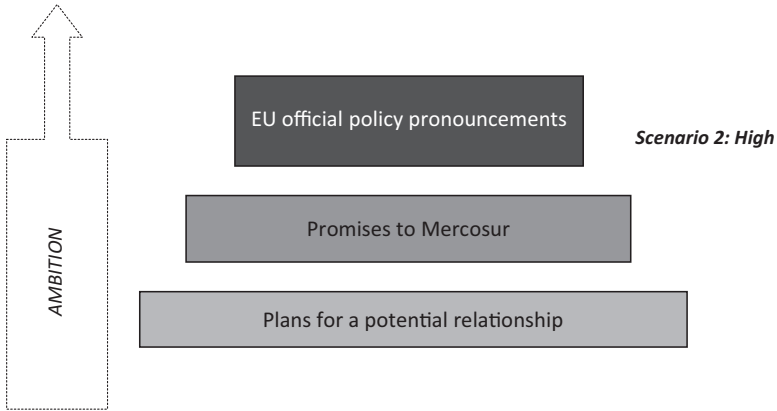 EU official policy pronouncements
Scenario 2: High
Promises to Mercosur
AMBITION
Plans for a potential relationship